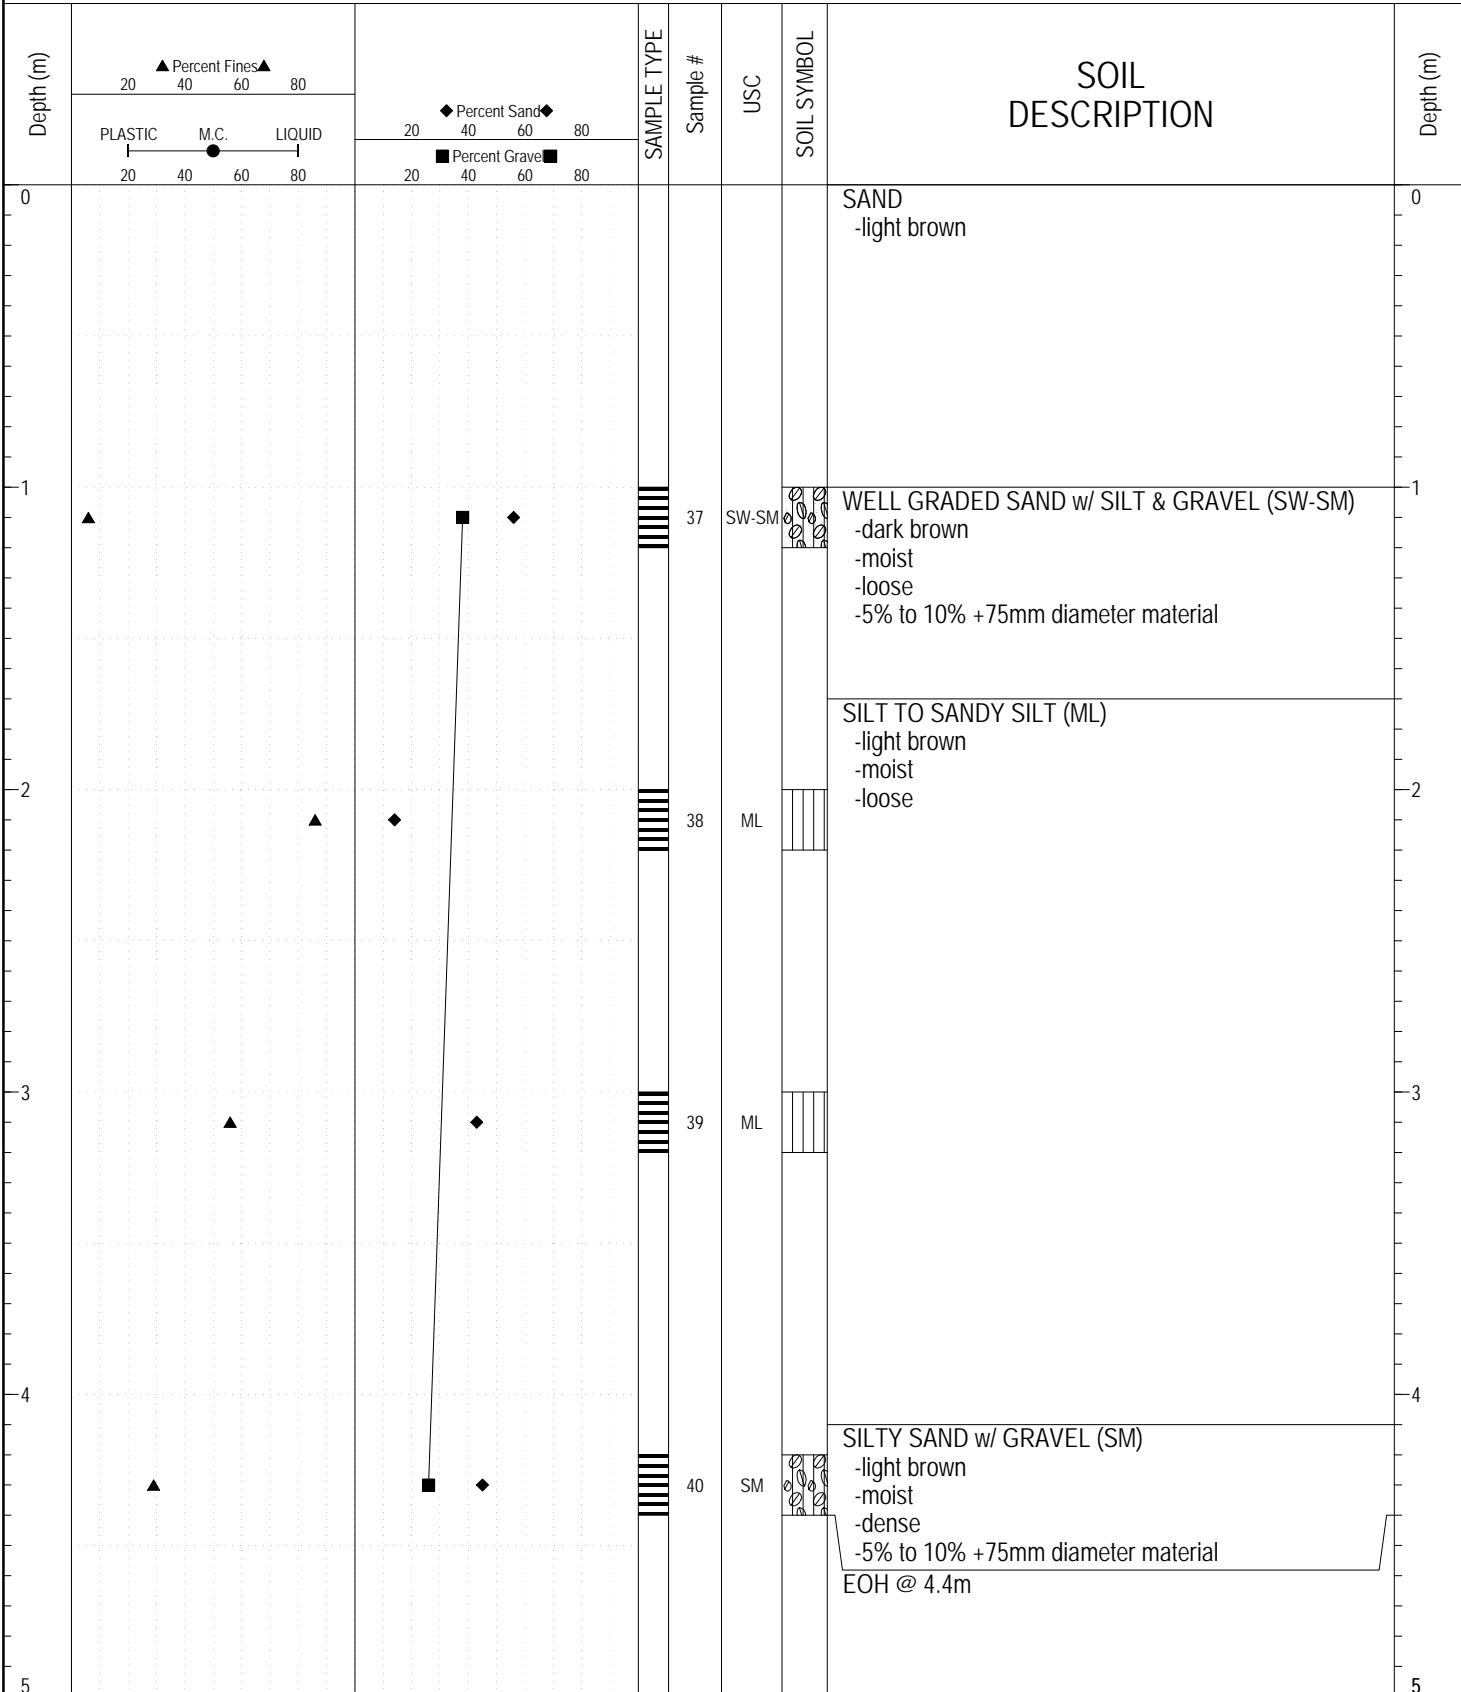 Depth (m)
▲ Percent Fines ▲
20 40 60 80
PLASTIC M.C. LIQUID
20 40 60 80
◆ Percent Sand ◆
20 40 60 80
■ Percent Gravel ■
20 40 60 80
SAMPLE TYPE
Sample #
USC
SOIL SYMBOL
SOIL
DESCRIPTION
Depth (m)
0
SAND
-light brown
0
1
37 SW-SM
WELL GRADED SAND w/ SILT & GRAVEL (SW-SM)
-dark brown
-moist
-loose
-5% to 10% +75mm diameter material
1
SILT TO SANDY SILT (ML)
-light brown
-moist
-loose
2
38 ML
2
3
39 ML
3
4
4
SILTY SAND w/ GRAVEL (SM)
-light brown
-moist
-dense
-5% to 10% +75mm diameter material
40 SM
EOH @ 4.4m
5
5